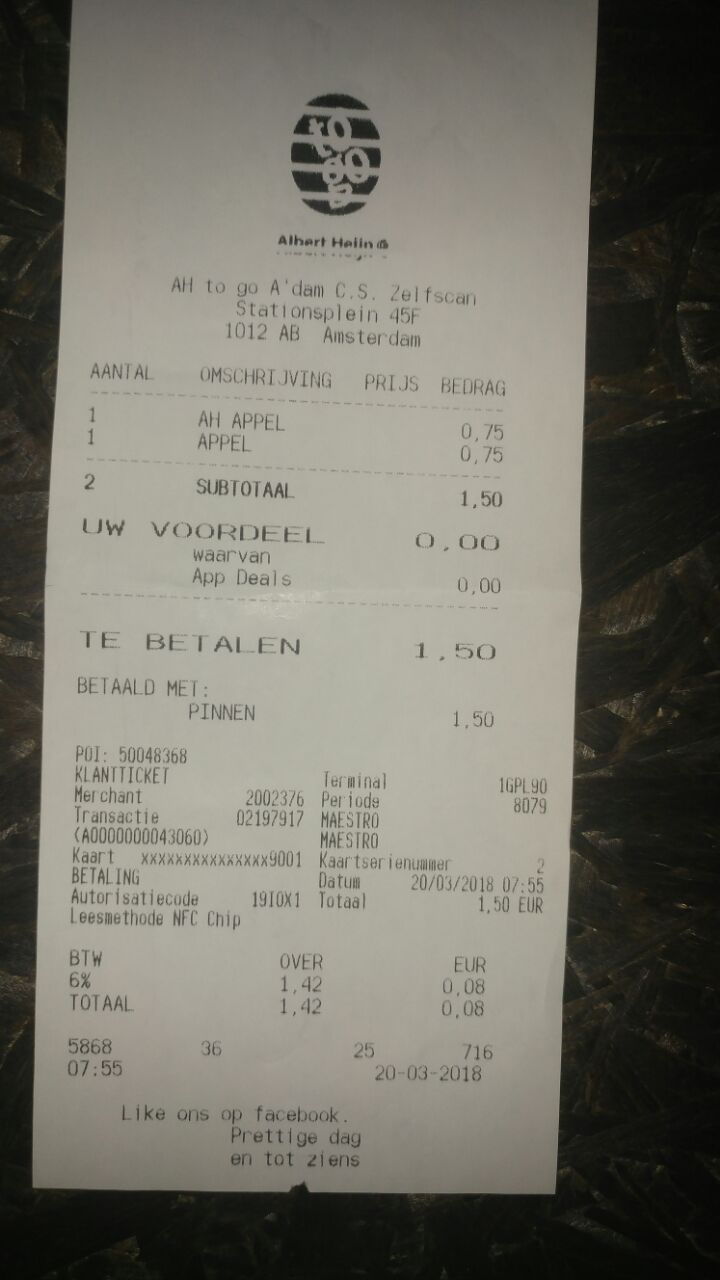 to
go
Albert Heijn
AH to go A'dam C.S. Zelfscan
Stationsplein 45F
1012 AB Amsterdam
AANTAL OMSCHRIJVING PRIJS BEDRAG
1 AH APPEL 0,75
1 APPEL 0,75
2 SUBTOTAAL 1,50
UW VOORDEEL 0,00
waarvan
App Deals 0,00
TE BETALEN 1,50
BETAALD MET:
PINNEN 1,50
POI: 50048368
KLANTTICKET Terminal 1GPL90
Merchant 2002376 Periode 8079
Transactie 02197917 MAESTRO
(A0000000043060) MAESTRO
Kaart xxxxxxxxxxxxxxx9001 Kaartserienummer 2
BETALING Datum 20/03/2018 07:55
Autorisatiecode 19I0X1 Totaal 1,50 EUR
Leesmethode NFC Chip
BTW OVER EUR
6% 1,42 0,08
TOTAAL 1,42 0,08
5868 36 25 716
07:55 20-03-2018
Like ons op facebook.
Prettige dag
en tot ziens